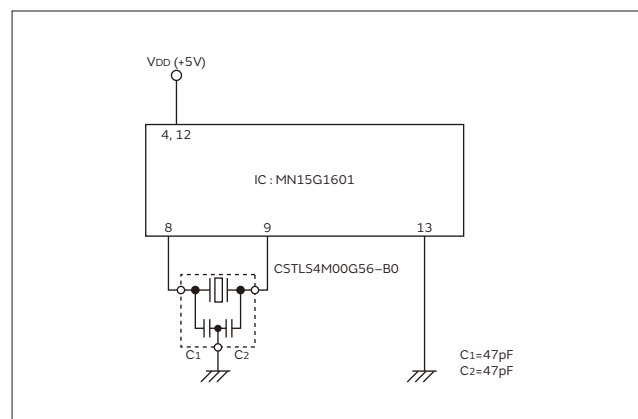 VDD (+5V)
4, 12
IC : MN15G1601
8
9
13
CSTLS4M00G56–B0
C1
C2
C1=47pF
C2=47pF